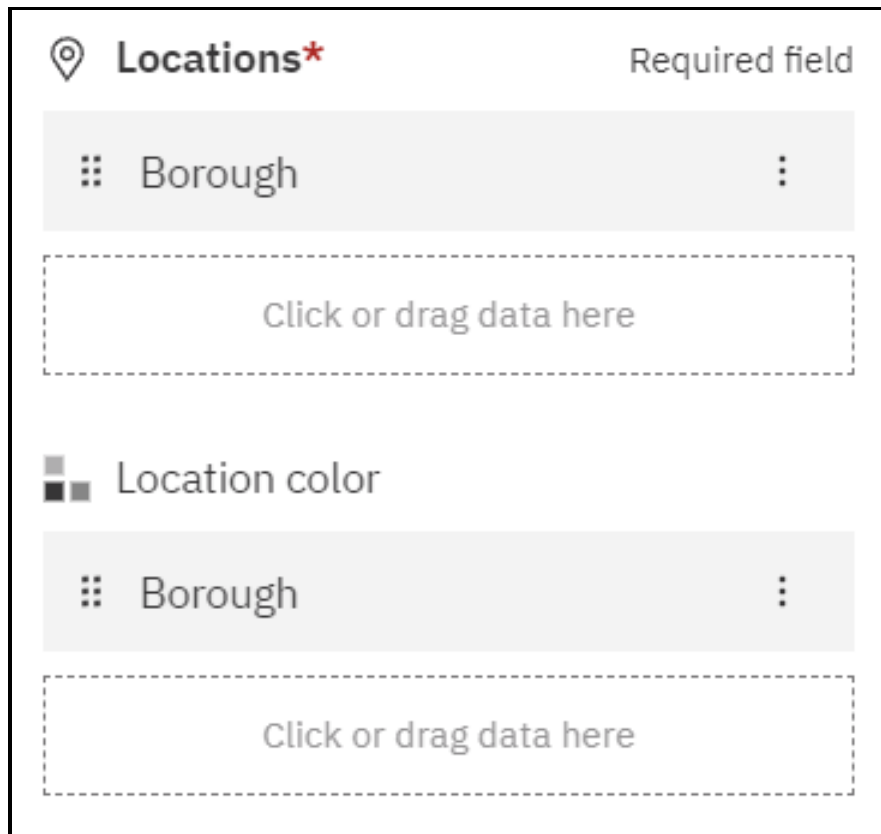 Locations* Required field
Borough
Click or drag data here
Location color
Borough
Click or drag data here